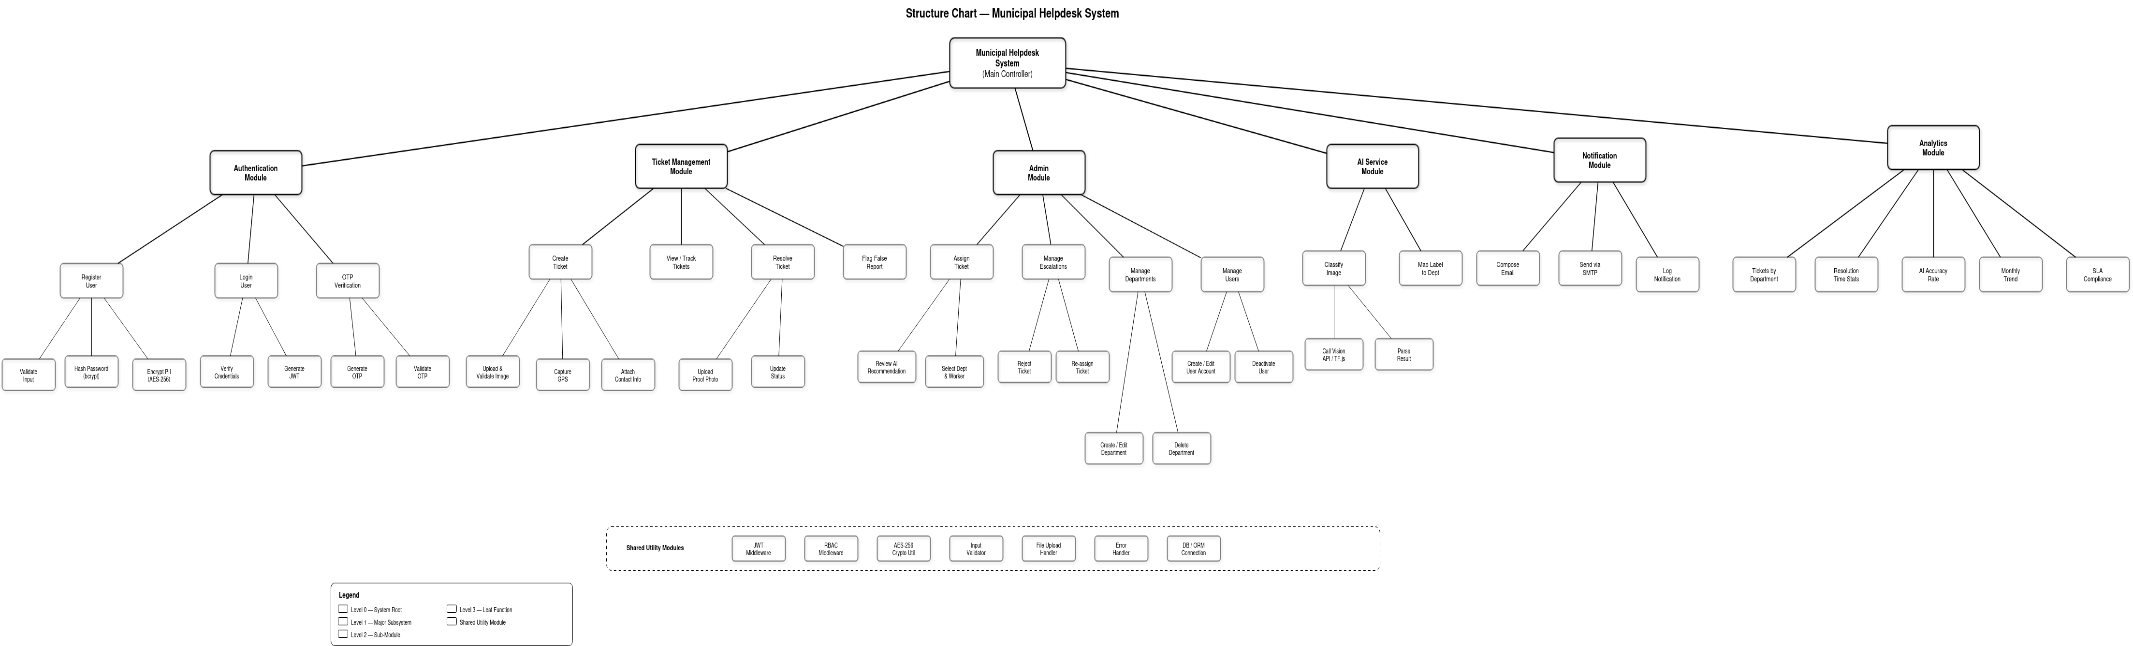 Structure Chart — Municipal Helpdesk System
Municipal Helpdesk
System
(Main Controller)
Authentication
Module
Ticket Management
Module
Admin
Module
AI Service
Module
Notification
Module
Analytics
Module
Register
User
Login
User
OTP
Verification
Create
Ticket
View / Track
Tickets
Resolve
Ticket
Flag False
Report
Assign
Ticket
Manage
Escalations
Manage
Departments
Manage
Users
Classify
Image
Map Label
to Dept
Compose
Email
Send via
SMTP
Log
Notification
Tickets by
Department
Resolution
Time Stats
AI Accuracy
Rate
Monthly
Trend
SLA
Compliance
Validate
Input
Hash Password
(bcrypt)
Encrypt PII
(AES-256)
Verify
Credentials
Generate
JWT
Generate
OTP
Validate
OTP
Upload &
Validate Image
Capture
GPS
Attach
Contact Info
Upload
Proof Photo
Update
Status
Review AI
Recommendation
Select Dept
& Worker
Reject
Ticket
Re-assign
Ticket
Create / Edit
User Account
Deactivate
User
Call Vision
API / TF.js
Parse
Result
Create / Edit
Department
Delete
Department
Shared Utility Modules
JWT
Middleware
RBAC
Middleware
AES-256
Crypto Util
Input
Validator
File Upload
Handler
Error
Handler
DB / ORM
Connection
Legend
Level 0 — System Root
Level 1 — Major Subsystem
Level 2 — Sub-Module
Level 3 — Leaf Function
Shared Utility Module